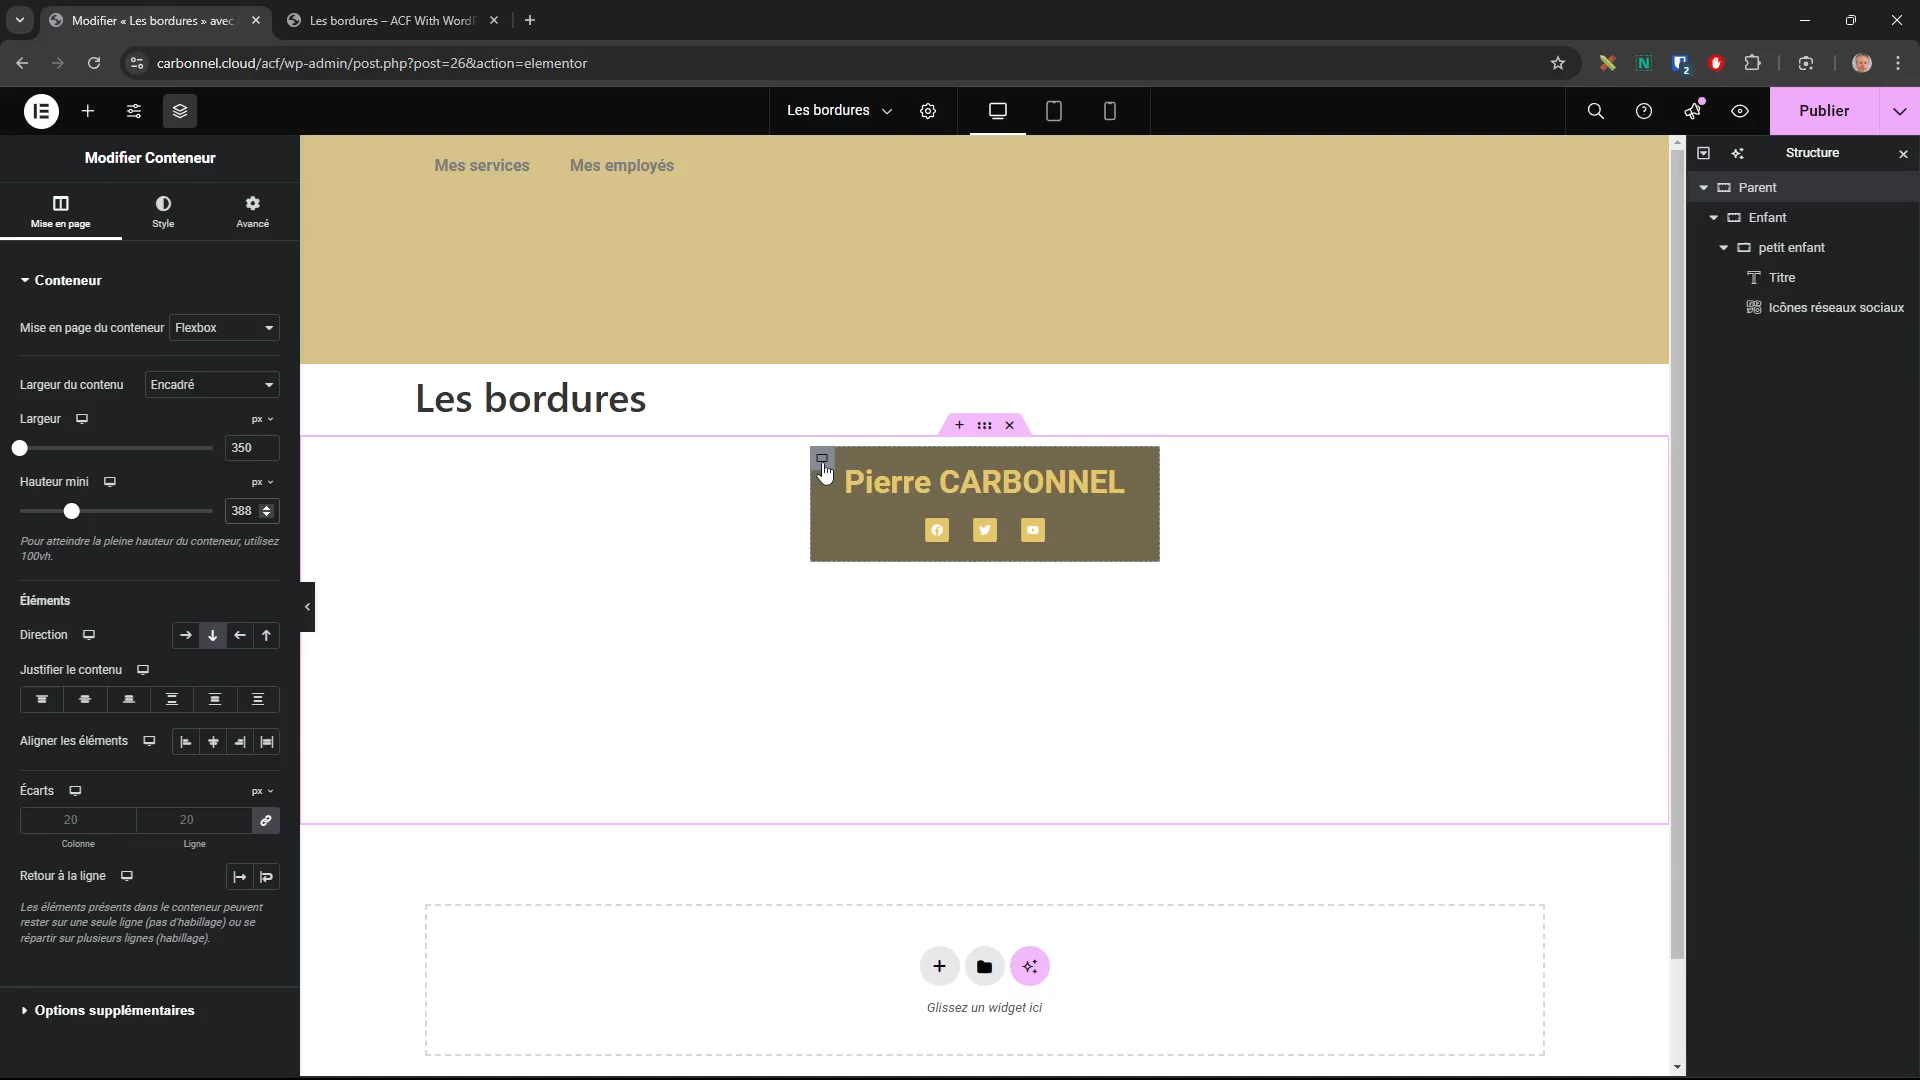 Modifier « Les bordures » avec
Les bordures – ACF With WordP
carbonnel.cloud/acf/wp-admin/post.php?post=26&action=elementor
2
Les bordures
Publier
Modifier Conteneur
Mise en page
Style
Avancé
Conteneur
Mise en page du conteneur
Flexbox
Largeur du contenu
Encadré
Largeur
px
350
Hauteur mini
px
388
Pour atteindre la pleine hauteur du conteneur, utilisez
100vh.
Éléments
Direction
Justifier le contenu
Aligner les éléments
Écarts
px
20
20
Colonne
Ligne
Retour à la ligne
Les éléments présents dans le conteneur peuvent
rester sur une seule ligne (pas d'habillage) ou se
répartir sur plusieurs lignes (habillage).
Options supplémentaires
Mes services
Mes employés
Les bordures
Pierre CARBONNEL
Glissez un widget ici
Structure
Parent
Enfant
petit enfant
Titre
Icônes réseaux sociaux